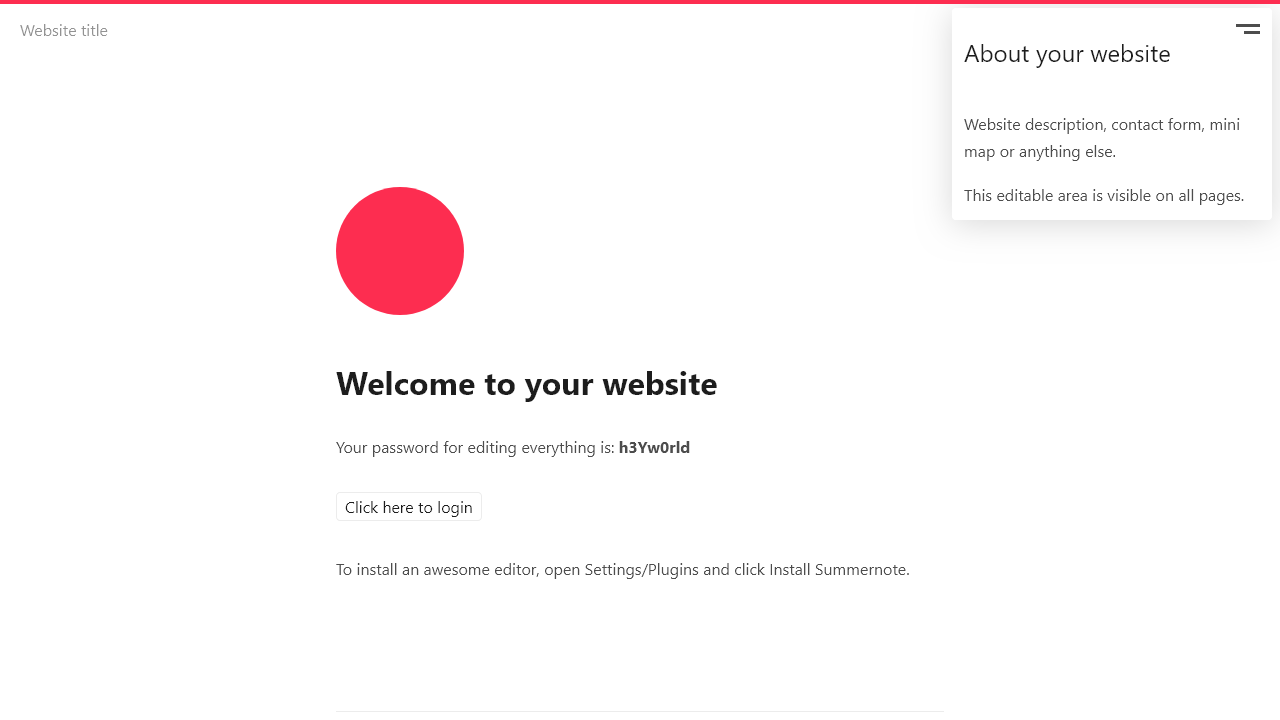 Website title
About your website
Website description, contact form, mini
map or anything else.
This editable area is visible on all pages.
Welcome to your website
Your password for editing everything is: h3Yw0rld
Click here to login
To install an awesome editor, open Settings/Plugins and click Install Summernote.